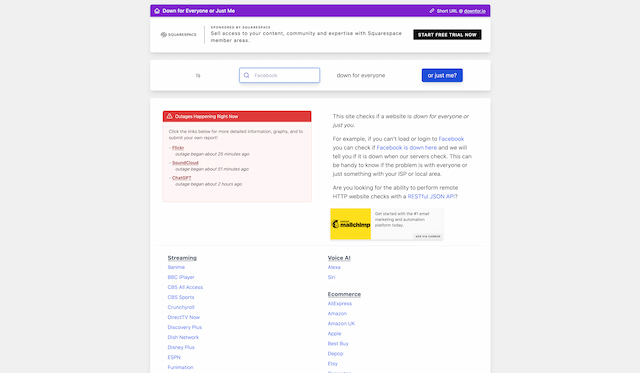 Down for Everyone or Just Me
Short URL @ downfor.io
SQUARESPACE
SPONSORED BY SQUARESPACE
Sell access to your content, community and expertise with Squarespace
member areas.
START FREE TRIAL NOW
Is
Facebook
down for everyone
or just me?
Outages Happening Right Now
Click the links below for more detailed information, graphs, and to
submit your own report!
- Flickr
outage began about 25 minutes ago
- SoundCloud
outage began about 51 minutes ago
- ChatGPT
outage began about 2 hours ago
This site checks if a website is down for everyone or
just you.
For example, if you can't load or login to Facebook
you can check if Facebook is down here and we will
tell you if it is down when our servers check. This can
be handy to know if the problem is with everyone or
just something with your ISP or local area.
Are you looking for the ability to perform remote
HTTP website checks with a RESTful JSON API?
intuit
mailchimp
Get started with the #1 email
marketing and automation
platform today.
ADS VIA CARBON
Streaming
9anime
BBC iPlayer
CBS All Access
CBS Sports
Crunchyroll
DirectTV Now
Discovery Plus
Dish Network
Disney Plus
ESPN
Funimation
Voice AI
Alexa
Siri
Ecommerce
AliExpress
Amazon
Amazon UK
Apple
Best Buy
Depop
Etsy